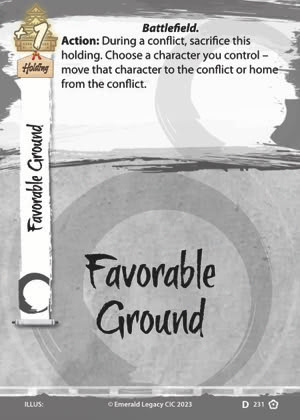 1
Holding
Battlefield.
Action: During a conflict, sacrifice this
holding. Choose a character you control –
move that character to the conflict or home
from the conflict.
Favorable Ground
Favorable
Ground
ILLUS:
© Emerald Legacy CIC 2023
D 231